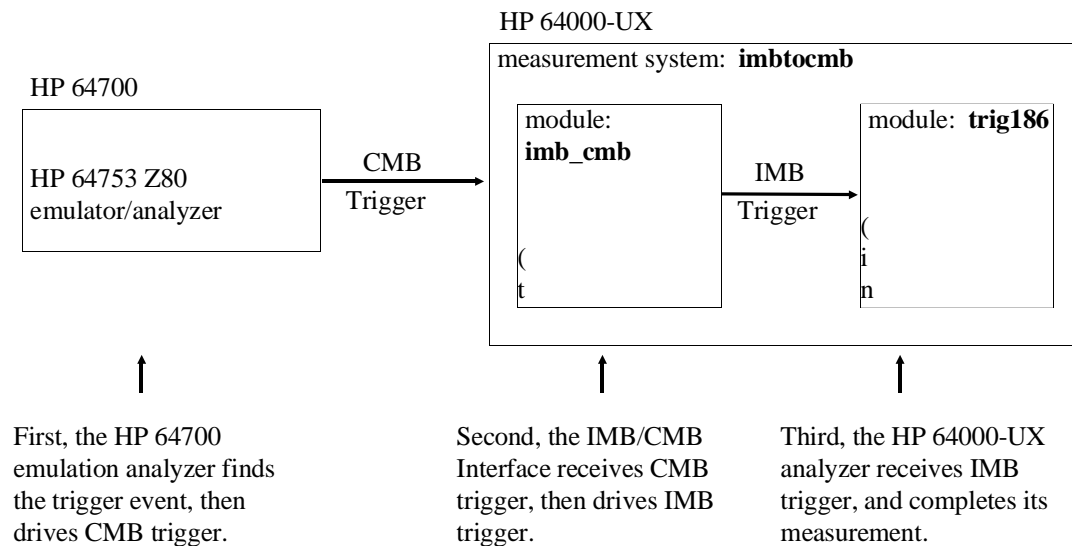 HP 64000-UX
measurement system: imbtocmb
HP 64700
HP 64753 Z80
emulator/analyzer
CMB
Trigger
module:
imb_cmb
(
t
IMB
Trigger
module: trig186
(
i
n
First, the HP 64700
emulation analyzer finds
the trigger event, then
drives CMB trigger.
Second, the IMB/CMB
Interface receives CMB
trigger, then drives IMB
trigger.
Third, the HP 64000-UX
analyzer receives IMB
trigger, and completes its
measurement.